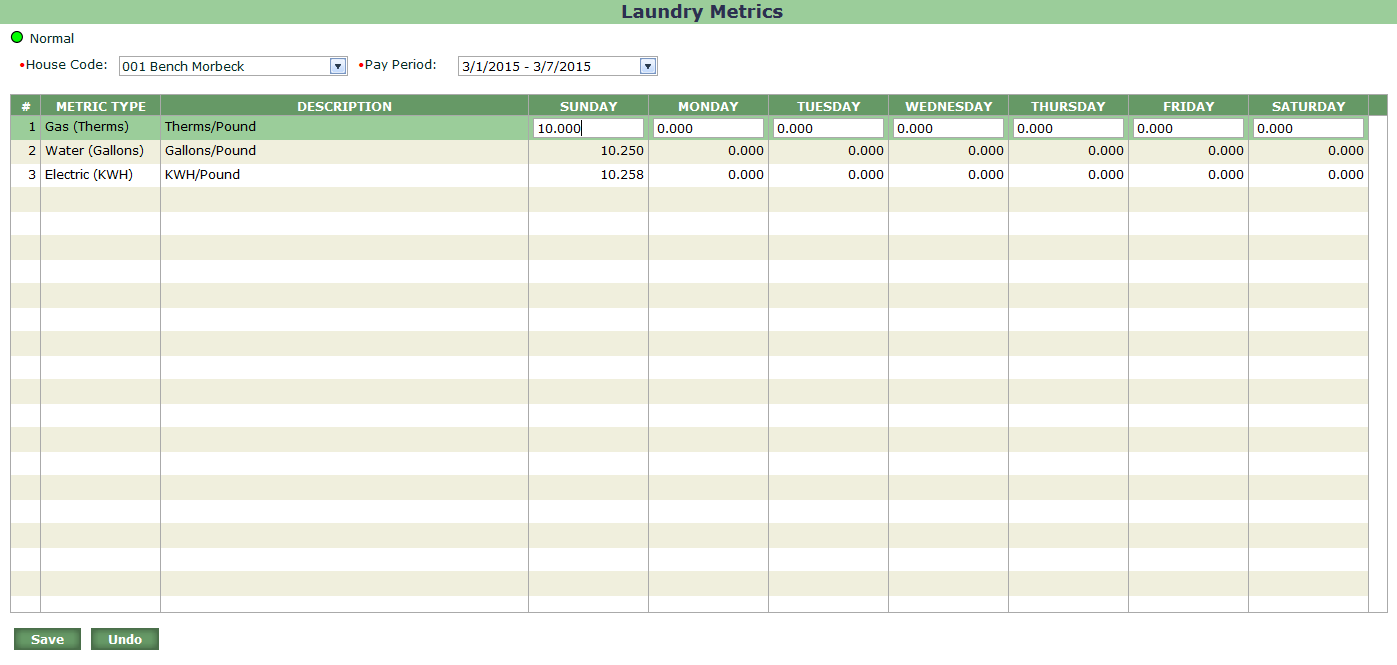 Laundry Metrics
Normal
•House Code: 001 Bench Morbeck •Pay Period: 3/1/2015 - 3/7/2015
# METRIC TYPE DESCRIPTION SUNDAY MONDAY TUESDAY WEDNESDAY THURSDAY FRIDAY SATURDAY
1 Gas (Therms) Therms/Pound 10.000 0.000 0.000 0.000 0.000 0.000 0.000
2 Water (Gallons) Gallons/Pound 10.250 0.000 0.000 0.000 0.000 0.000 0.000
3 Electric (KWH) KWH/Pound 10.258 0.000 0.000 0.000 0.000 0.000 0.000
Save Undo